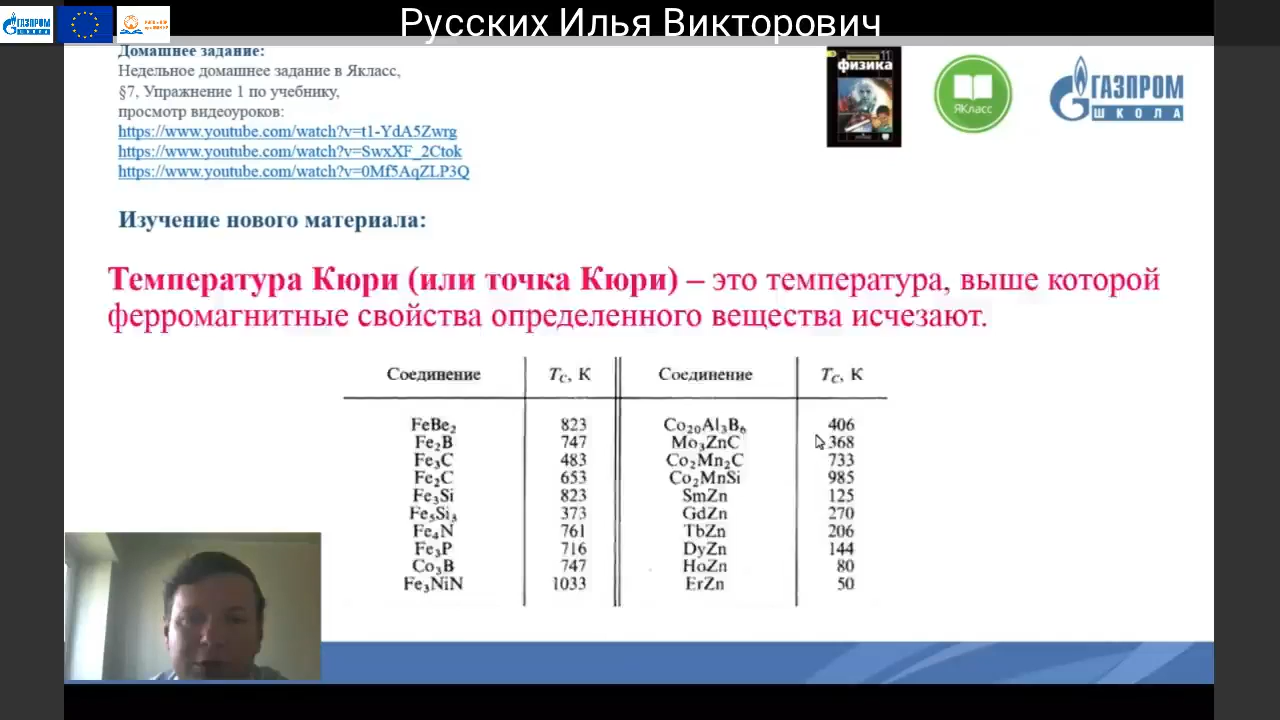 ГАЗПРОМ
ШКОЛА
Русских Илья Викторович
Домашнее задание:
Недельное домашнее задание в Якласс,
§7, Упражнение 1 по учебнику,
просмотр видеоуроков:
https://www.youtube.com/watch?v=t1-YdA5Zwrg
https://www.youtube.com/watch?v=SwxXF_2Ctok
https://www.youtube.com/watch?v=0Mf5AqZLP3Q
11
физика
ЯКласс
ГАЗПРОМ
ШКОЛА
Изучение нового материала:
Температура Кюри (или точка Кюри) – это температура, выше которой
ферромагнитные свойства определенного вещества исчезают.
Соединение T_C, К Соединение T_C, К
FeBe₂ 823 Co₂₀Al₃B₆ 406
Fe₂B 747 Mo₃ZnC 368
Fe₃C 483 Co₂Mn₂C 733
Fe₂C 653 Co₂MnSi 985
Fe₃Si 823 SmZn 125
Fe₅Si₃ 373 GdZn 270
Fe₄N 761 TbZn 206
Fe₃P 716 DyZn 144
Co₃B 747 HoZn 80
Fe₃NiN 1033 ErZn 50